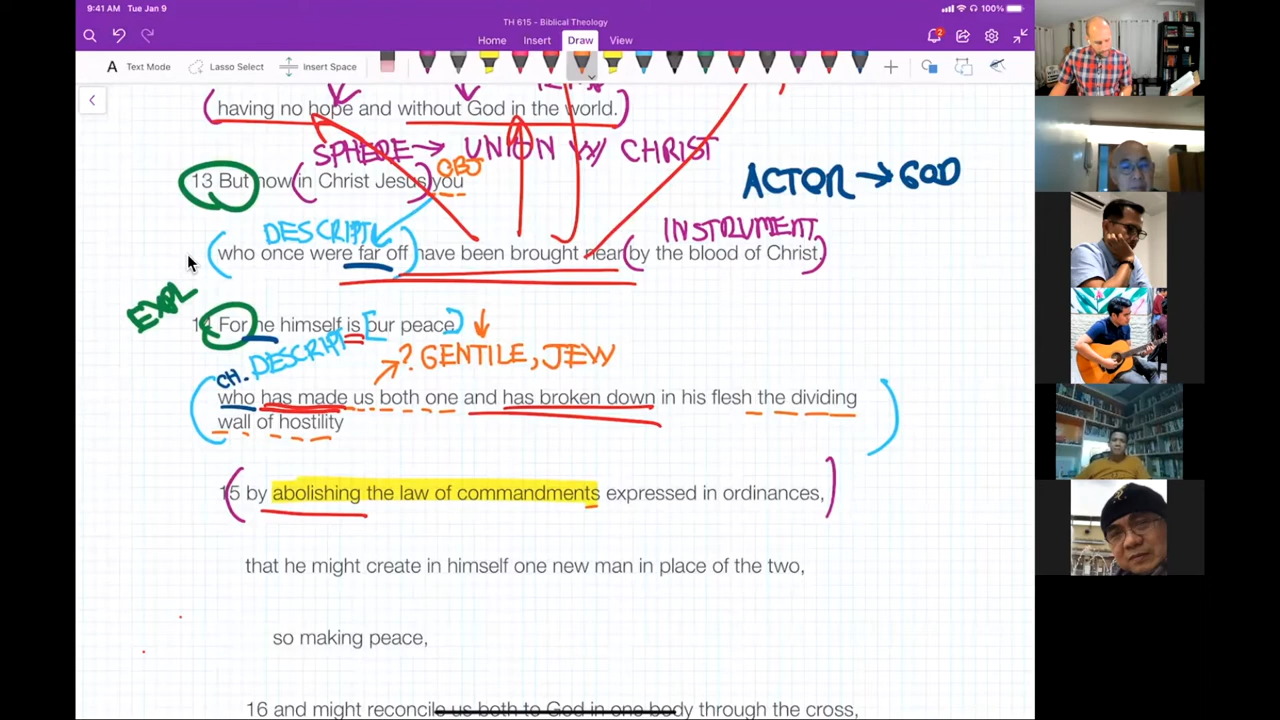 9:41 AM Tue Jan 9
100%
TH 615 - Biblical Theology
Home Insert Draw View
2
A Text Mode Lasso Select Insert Space
having no hope and without God in the world.
SPHERE → UNION W/ CHRIST
OBJ
13 But now in Christ Jesus you
ACTOR → GOD
DESCRIPT
INSTRUMENT
who once were far off have been brought near by the blood of Christ.
EXPL
14 For he himself is our peace,
DESCRIPT
? GENTILE, JEW
CH.
who has made us both one and has broken down in his flesh the dividing
wall of hostility
15 by abolishing the law of commandments expressed in ordinances,
that he might create in himself one new man in place of the two,
so making peace,
16 and might reconcile us both to God in one body through the cross,